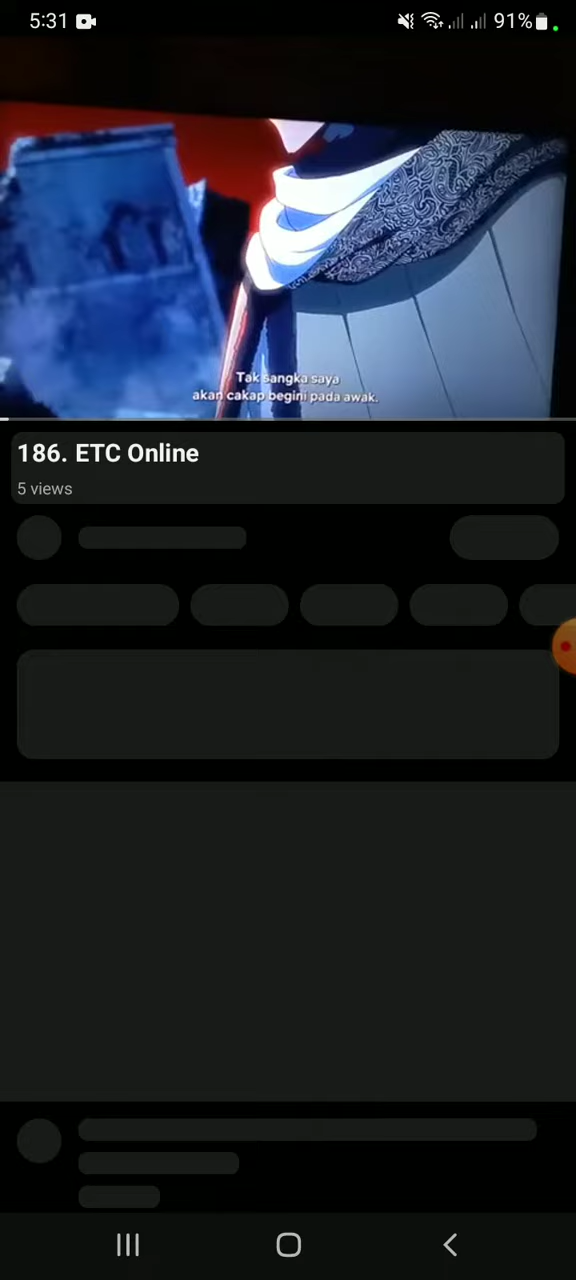 5:31
91%
Tak sangka saya
akan cakap begini pada awak.
186. ETC Online
5 views